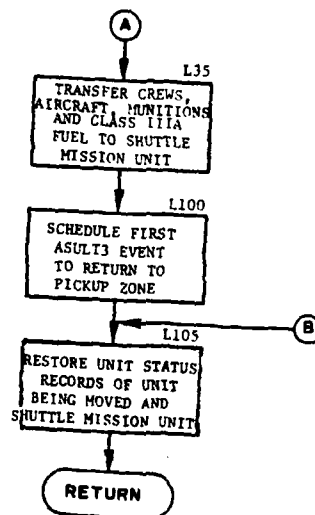 A
L35
TRANSFER CREWS,
AIRCRAFT, MUNITIONS
AND CLASS IIIA
FUEL TO SHUTTLE
MISSION UNIT
L100
SCHEDULE FIRST
ASULT3 EVENT
TO RETURN TO
PICKUP ZONE
B
L105
RESTORE UNIT STATUS
RECORDS OF UNIT
BEING MOVED AND
SHUTTLE MISSION UNIT
RETURN